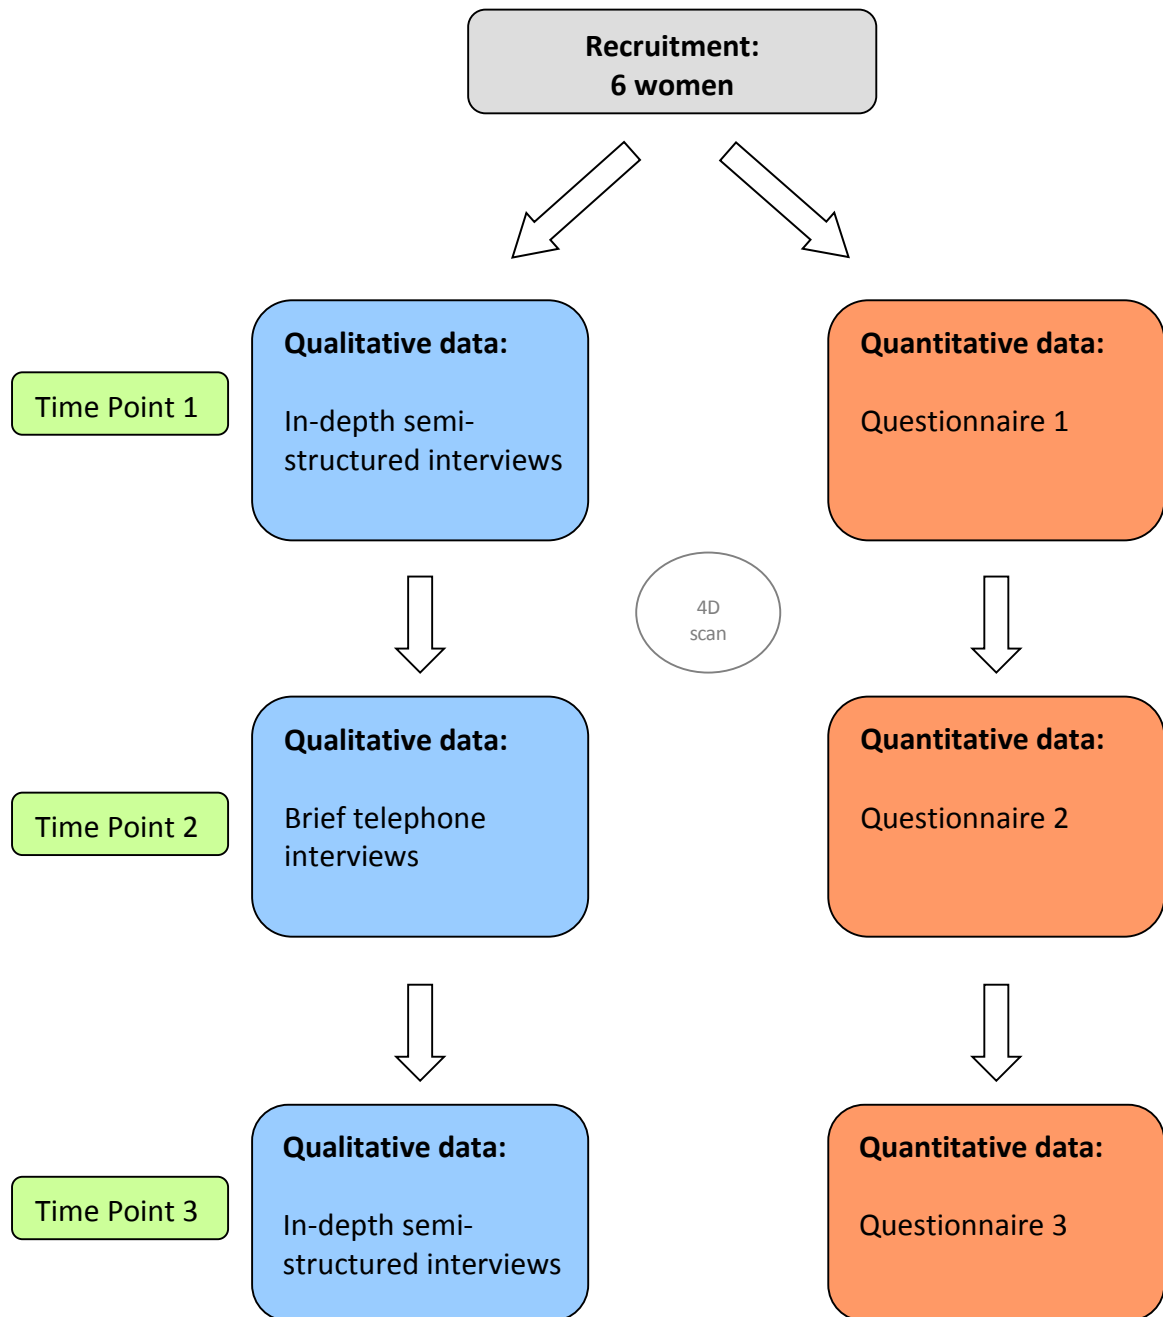 Recruitment:
6 women
Time Point 1
Qualitative data:
In-depth semi-
structured interviews
Quantitative data:
Questionnaire 1
4D
scan
Time Point 2
Qualitative data:
Brief telephone
interviews
Quantitative data:
Questionnaire 2
Time Point 3
Qualitative data:
In-depth semi-
structured interviews
Quantitative data:
Questionnaire 3